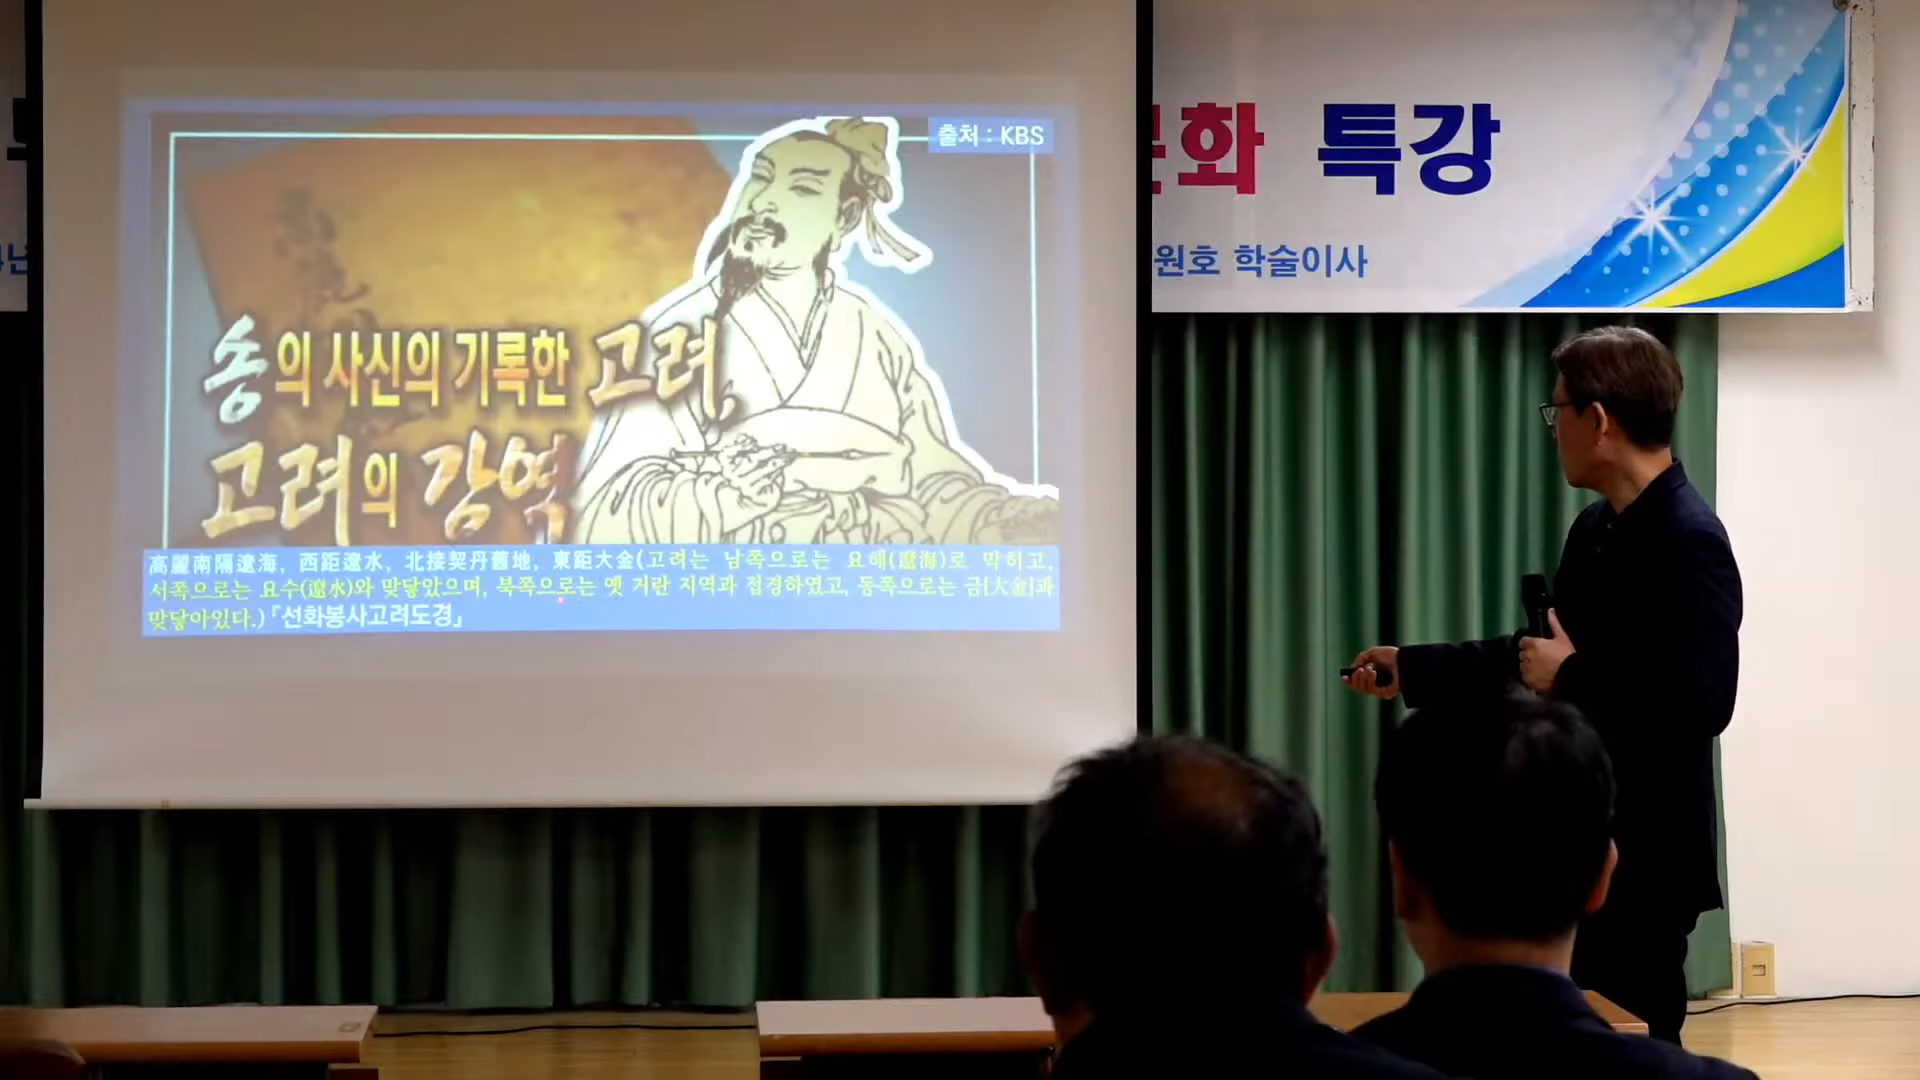 출처 : KBS
송의 사신의 기록한 고려,
고려의 강역
高麗南隔遼海, 西距遼水, 北接契丹舊地, 東距大金(고려는 남쪽으로는 요해(遼海)로 막히고,
서쪽으로는 요수(遼水)와 맞닿았으며, 북쪽으로는 옛 거란 지역과 접경하였고, 동쪽으로는 금[大金]과
맞닿아있다.)『선화봉사고려도경』
화 특강
원호 학술이사